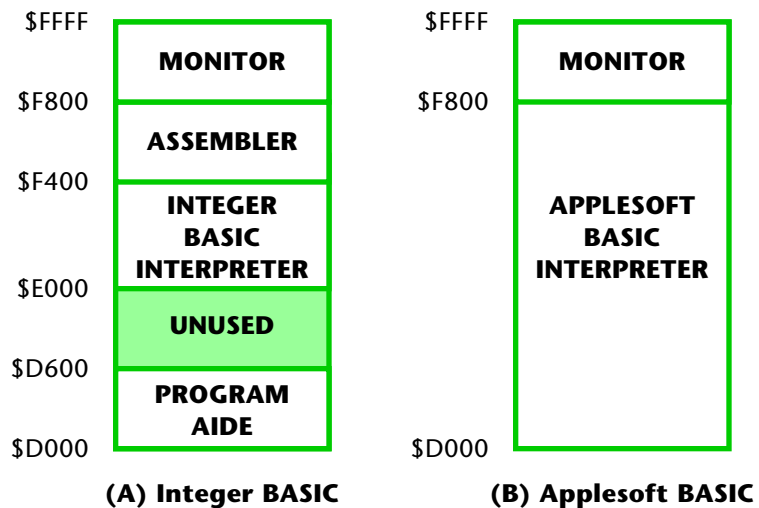 $FFFF
MONITOR
$F800
ASSEMBLER
$F400
INTEGER
BASIC
INTERPRETER
$E000
UNUSED
$D600
PROGRAM
AIDE
$D000
(A) Integer BASIC
$FFFF
MONITOR
$F800
APPLESOFT
BASIC
INTERPRETER
$D000
(B) Applesoft BASIC